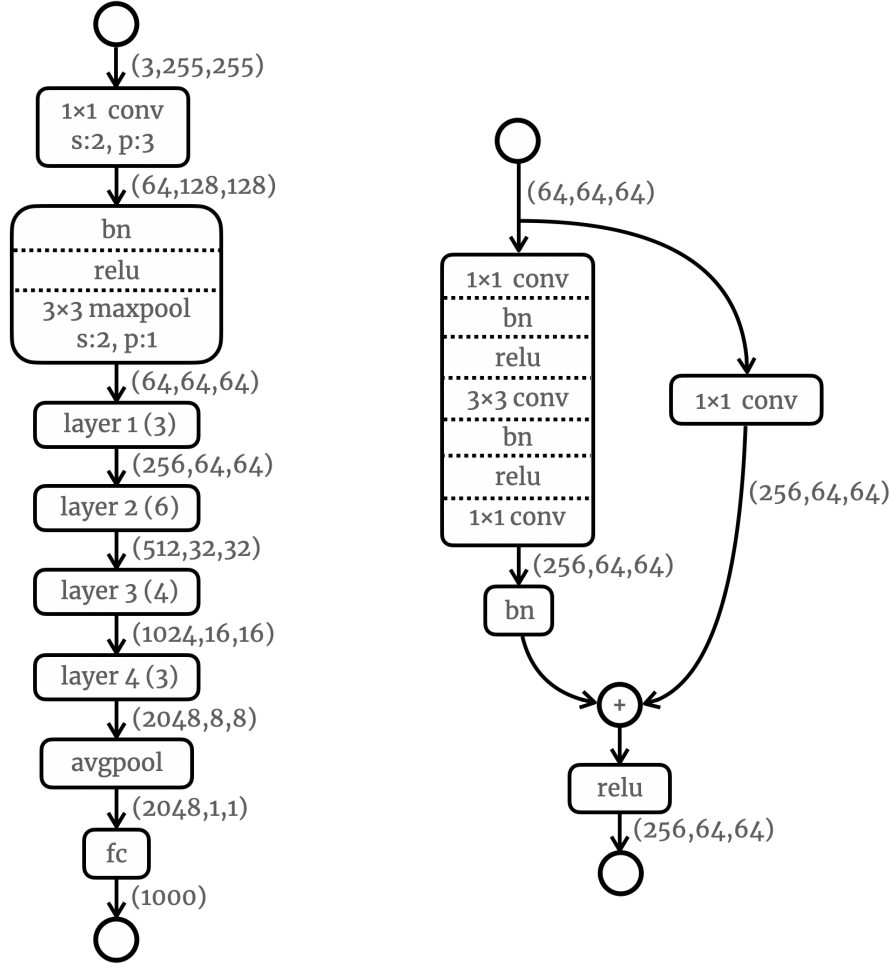 (3,255,255)
1×1 conv
s:2, p:3
(64,128,128)
bn
relu
3×3 maxpool
s:2, p:1
(64,64,64)
layer 1 (3)
(256,64,64)
layer 2 (6)
(512,32,32)
layer 3 (4)
(1024,16,16)
layer 4 (3)
(2048,8,8)
avgpool
(2048,1,1)
fc
(1000)
(64,64,64)
1×1 conv
bn
relu
3×3 conv
bn
relu
1×1 conv
(256,64,64)
bn
1×1 conv
(256,64,64)
+
relu
(256,64,64)